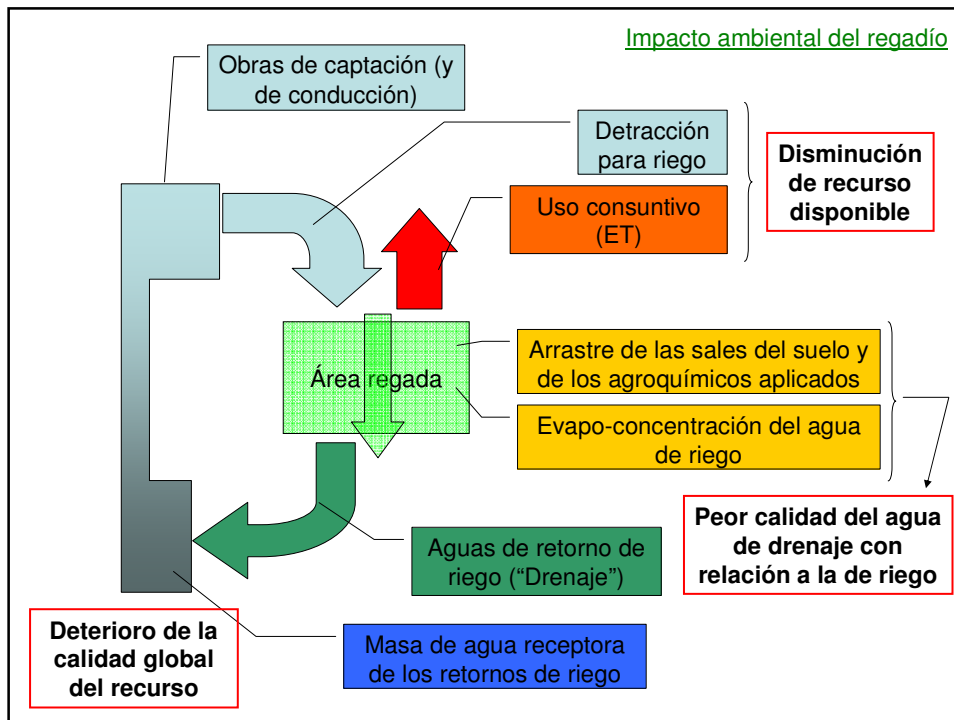 Impacto ambiental del regadío
Obras de captación (y
de conducción)
Detracción
para riego
Disminución
de recurso
disponible
Uso consuntivo
(ET)
Área regada
Arrastre de las sales del suelo y
de los agroquímicos aplicados
Evapo-concentración del agua
de riego
Peor calidad del agua
de drenaje con
relación a la de riego
Aguas de retorno de
riego (“Drenaje”)
Deterioro de la
calidad global
del recurso
Masa de agua receptora
de los retornos de riego